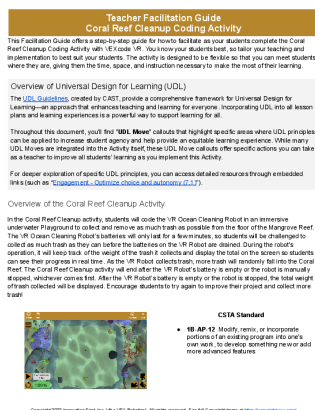 Teacher Facilitation Guide
Coral Reef Cleanup Coding Activity
This Facilitation Guide offers a step-by-step guide for how to facilitate as your students complete the Coral
Reef Cleanup Coding Activity with VEXcode VR. You know your students best, so tailor your teaching and
implementation to best suit your students. The activity is designed to be flexible so that you can meet students
where they are, giving them the time, space, and instruction necessary to make the most of their learning.
Overview of Universal Design for Learning (UDL)
The UDL Guidelines, created by CAST, provide a comprehensive framework for Universal Design for
Learning—an approach that enhances teaching and learning for everyone. Incorporating UDL into all lesson
plans and learning experiences is a powerful way to support learning for all.
Throughout this document, you'll find "UDL Move" callouts that highlight specific areas where UDL principles
can be applied to increase student agency and help provide an equitable learning experience. While many
UDL Moves are integrated into the Activity itself, these UDL Move callouts offer specific actions you can take
as a teacher to improve all students' learning as you implement this Activity.
For deeper exploration of specific UDL principles, you can access detailed resources through embedded
links (such as "Engagement - Optimize choice and autonomy (7.1)").
Overview of the Coral Reef Cleanup Activity
In the Coral Reef Cleanup activity, students will code the VR Ocean Cleaning Robot in an immersive
underwater Playground to collect and remove as much trash as possible from the floor of the Mangrove Reef.
The VR Ocean Cleaning Robot's batteries will only last for a few minutes, so students will be challenged to
collect as much trash as they can before the batteries on the VR Robot are drained. During the robot's
operation, it will keep track of the weight of the trash it collects and display the total on the screen so students
can see their progress in real time. As the VR Robot collects trash, more trash will randomly fall into the Coral
Reef. The Coral Reef Cleanup activity will end after the VR Robot's battery is empty or the robot is manually
stopped, whichever comes first. After the VR Robot's battery is empty or the robot is stopped, the total weight
of trash collected will be displayed. Encourage students to try again to improve their project and collect more
trash!
CSTA Standard
● 1B-AP-12 Modify, remix, or incorporate
portions of an existing program into one's
own work, to develop something new or add
more advanced features